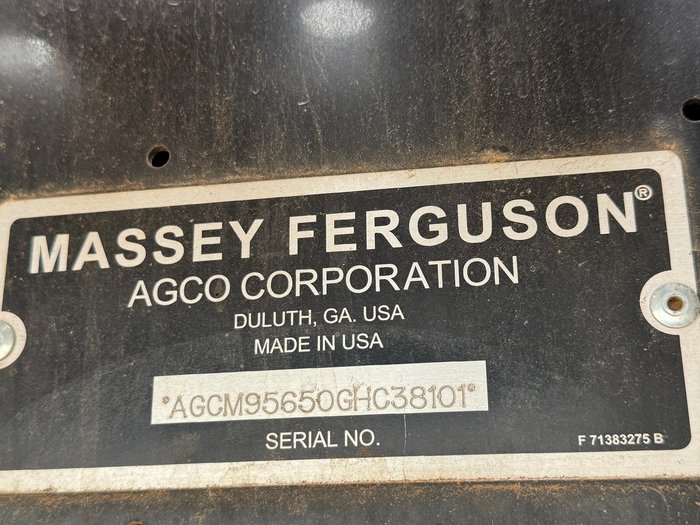 MASSEY FERGUSON®
AGCO CORPORATION
DULUTH, GA. USA
MADE IN USA
*AGCM95650GHC38101*
SERIAL NO.
F 71383275 B